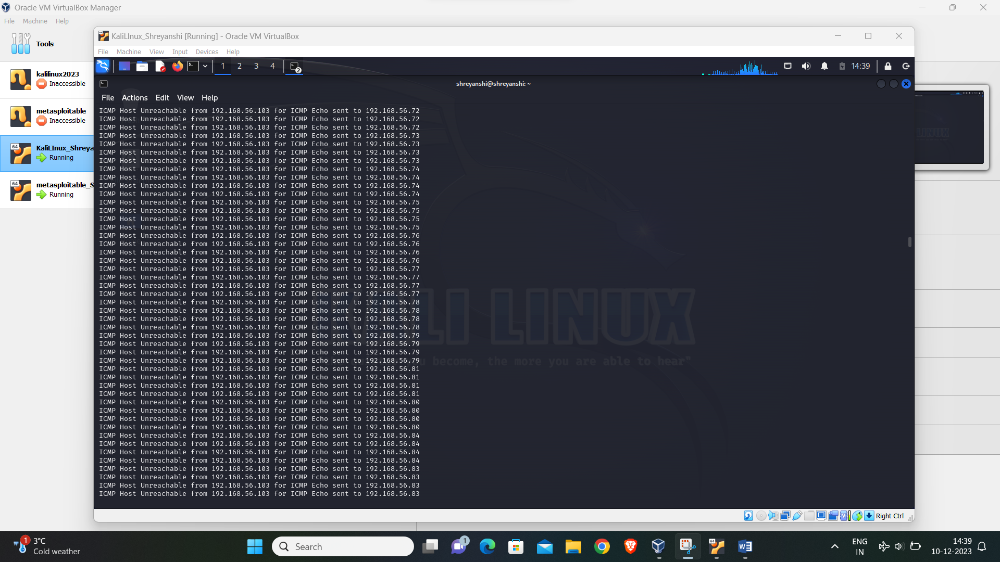 Oracle VM VirtualBox Manager
File Machine Help
Tools
kalilinux2023
Inaccessible
metasploitable
Inaccessible
KaliLInux_Shreya
Running
metasploitable_S
Running
KaliLInux_Shreyanshi [Running] - Oracle VM VirtualBox
File Machine View Input Devices Help
1 2 3 4 2 14:39
shreyanshi@shreyanshi: ~
File Actions Edit View Help
ICMP Host Unreachable from 192.168.56.103 for ICMP Echo sent to 192.168.56.72
ICMP Host Unreachable from 192.168.56.103 for ICMP Echo sent to 192.168.56.72
ICMP Host Unreachable from 192.168.56.103 for ICMP Echo sent to 192.168.56.72
ICMP Host Unreachable from 192.168.56.103 for ICMP Echo sent to 192.168.56.73
ICMP Host Unreachable from 192.168.56.103 for ICMP Echo sent to 192.168.56.73
ICMP Host Unreachable from 192.168.56.103 for ICMP Echo sent to 192.168.56.73
ICMP Host Unreachable from 192.168.56.103 for ICMP Echo sent to 192.168.56.73
ICMP Host Unreachable from 192.168.56.103 for ICMP Echo sent to 192.168.56.74
ICMP Host Unreachable from 192.168.56.103 for ICMP Echo sent to 192.168.56.74
ICMP Host Unreachable from 192.168.56.103 for ICMP Echo sent to 192.168.56.74
ICMP Host Unreachable from 192.168.56.103 for ICMP Echo sent to 192.168.56.74
ICMP Host Unreachable from 192.168.56.103 for ICMP Echo sent to 192.168.56.75
ICMP Host Unreachable from 192.168.56.103 for ICMP Echo sent to 192.168.56.75
ICMP Host Unreachable from 192.168.56.103 for ICMP Echo sent to 192.168.56.75
ICMP Host Unreachable from 192.168.56.103 for ICMP Echo sent to 192.168.56.75
ICMP Host Unreachable from 192.168.56.103 for ICMP Echo sent to 192.168.56.76
ICMP Host Unreachable from 192.168.56.103 for ICMP Echo sent to 192.168.56.76
ICMP Host Unreachable from 192.168.56.103 for ICMP Echo sent to 192.168.56.76
ICMP Host Unreachable from 192.168.56.103 for ICMP Echo sent to 192.168.56.76
ICMP Host Unreachable from 192.168.56.103 for ICMP Echo sent to 192.168.56.77
ICMP Host Unreachable from 192.168.56.103 for ICMP Echo sent to 192.168.56.77
ICMP Host Unreachable from 192.168.56.103 for ICMP Echo sent to 192.168.56.77
ICMP Host Unreachable from 192.168.56.103 for ICMP Echo sent to 192.168.56.77
ICMP Host Unreachable from 192.168.56.103 for ICMP Echo sent to 192.168.56.78
ICMP Host Unreachable from 192.168.56.103 for ICMP Echo sent to 192.168.56.78
ICMP Host Unreachable from 192.168.56.103 for ICMP Echo sent to 192.168.56.78
ICMP Host Unreachable from 192.168.56.103 for ICMP Echo sent to 192.168.56.78
ICMP Host Unreachable from 192.168.56.103 for ICMP Echo sent to 192.168.56.79
ICMP Host Unreachable from 192.168.56.103 for ICMP Echo sent to 192.168.56.79
ICMP Host Unreachable from 192.168.56.103 for ICMP Echo sent to 192.168.56.79
ICMP Host Unreachable from 192.168.56.103 for ICMP Echo sent to 192.168.56.79
ICMP Host Unreachable from 192.168.56.103 for ICMP Echo sent to 192.168.56.81
ICMP Host Unreachable from 192.168.56.103 for ICMP Echo sent to 192.168.56.81
ICMP Host Unreachable from 192.168.56.103 for ICMP Echo sent to 192.168.56.81
ICMP Host Unreachable from 192.168.56.103 for ICMP Echo sent to 192.168.56.81
ICMP Host Unreachable from 192.168.56.103 for ICMP Echo sent to 192.168.56.80
ICMP Host Unreachable from 192.168.56.103 for ICMP Echo sent to 192.168.56.80
ICMP Host Unreachable from 192.168.56.103 for ICMP Echo sent to 192.168.56.80
ICMP Host Unreachable from 192.168.56.103 for ICMP Echo sent to 192.168.56.80
ICMP Host Unreachable from 192.168.56.103 for ICMP Echo sent to 192.168.56.84
ICMP Host Unreachable from 192.168.56.103 for ICMP Echo sent to 192.168.56.84
ICMP Host Unreachable from 192.168.56.103 for ICMP Echo sent to 192.168.56.84
ICMP Host Unreachable from 192.168.56.103 for ICMP Echo sent to 192.168.56.84
ICMP Host Unreachable from 192.168.56.103 for ICMP Echo sent to 192.168.56.83
ICMP Host Unreachable from 192.168.56.103 for ICMP Echo sent to 192.168.56.83
ICMP Host Unreachable from 192.168.56.103 for ICMP Echo sent to 192.168.56.83
ICMP Host Unreachable from 192.168.56.103 for ICMP Echo sent to 192.168.56.83
LI LINUX
become, the more you are able to hear"
Right Ctrl
1 3°C
Cold weather
Search
1
ENG
IN
14:39
10-12-2023